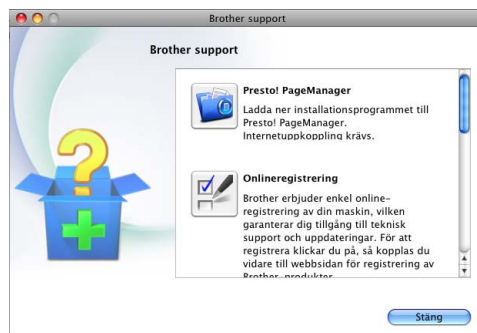 Brother support
Brother support
Presto! PageManager
Ladda ner installationsprogrammet till
Presto! PageManager.
Internetuppkoppling krävs.
Onlineregistrering
Brother erbjuder enkel online-
registrering av din maskin, vilken
garanterar dig tillgång till teknisk
support och uppdateringar. För att
registrera klickar du på, så kopplas du
vidare till webbsidan för registrering av
Brother-produkter.
Stäng